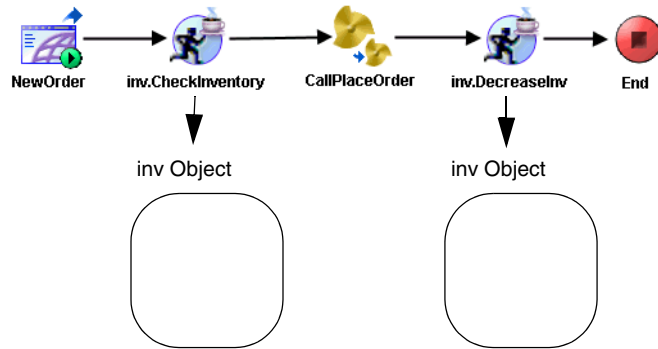 NewOrder inv.CheckInventory CallPlaceOrder inv.DecreaseInv End
inv Object inv Object